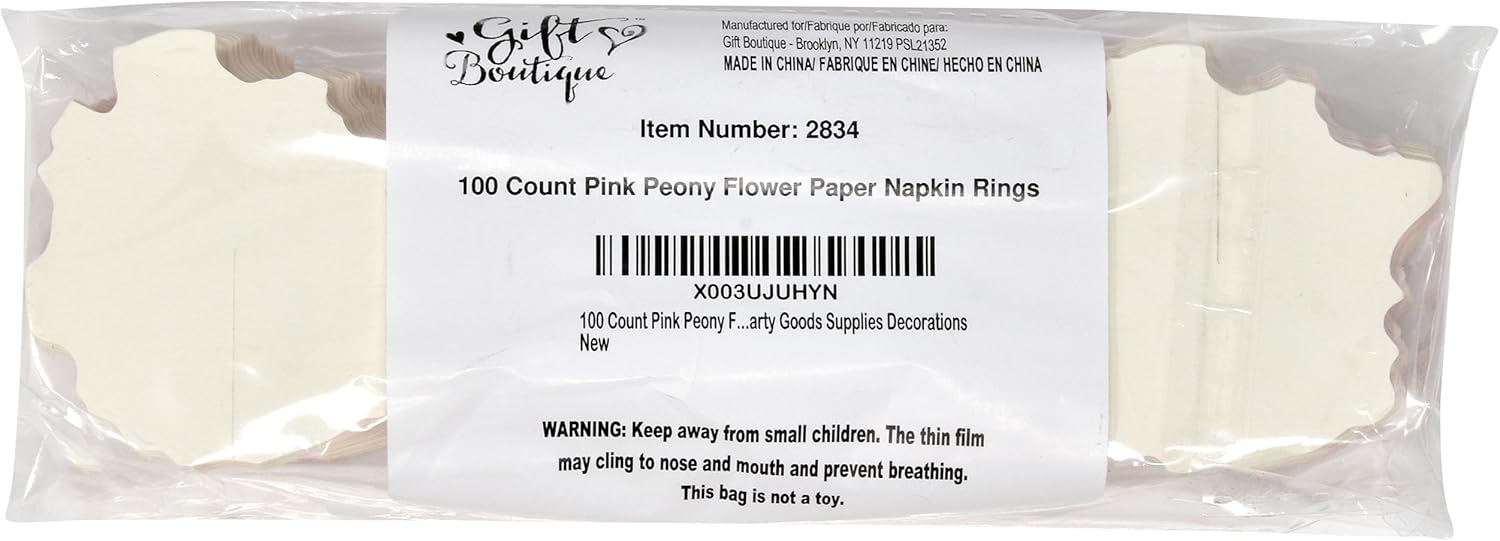 Gift
Boutique™
Manufactured for/Fabrique por/Fabricado para:
Gift Boutique - Brooklyn, NY 11219 PSL21352
MADE IN CHINA/ FABRIQUE EN CHINE/ HECHO EN CHINA
Item Number: 2834
100 Count Pink Peony Flower Paper Napkin Rings
X003UJUHYN
100 Count Pink Peony F...arty Goods Supplies Decorations
New
WARNING: Keep away from small children. The thin film
may cling to nose and mouth and prevent breathing.
This bag is not a toy.